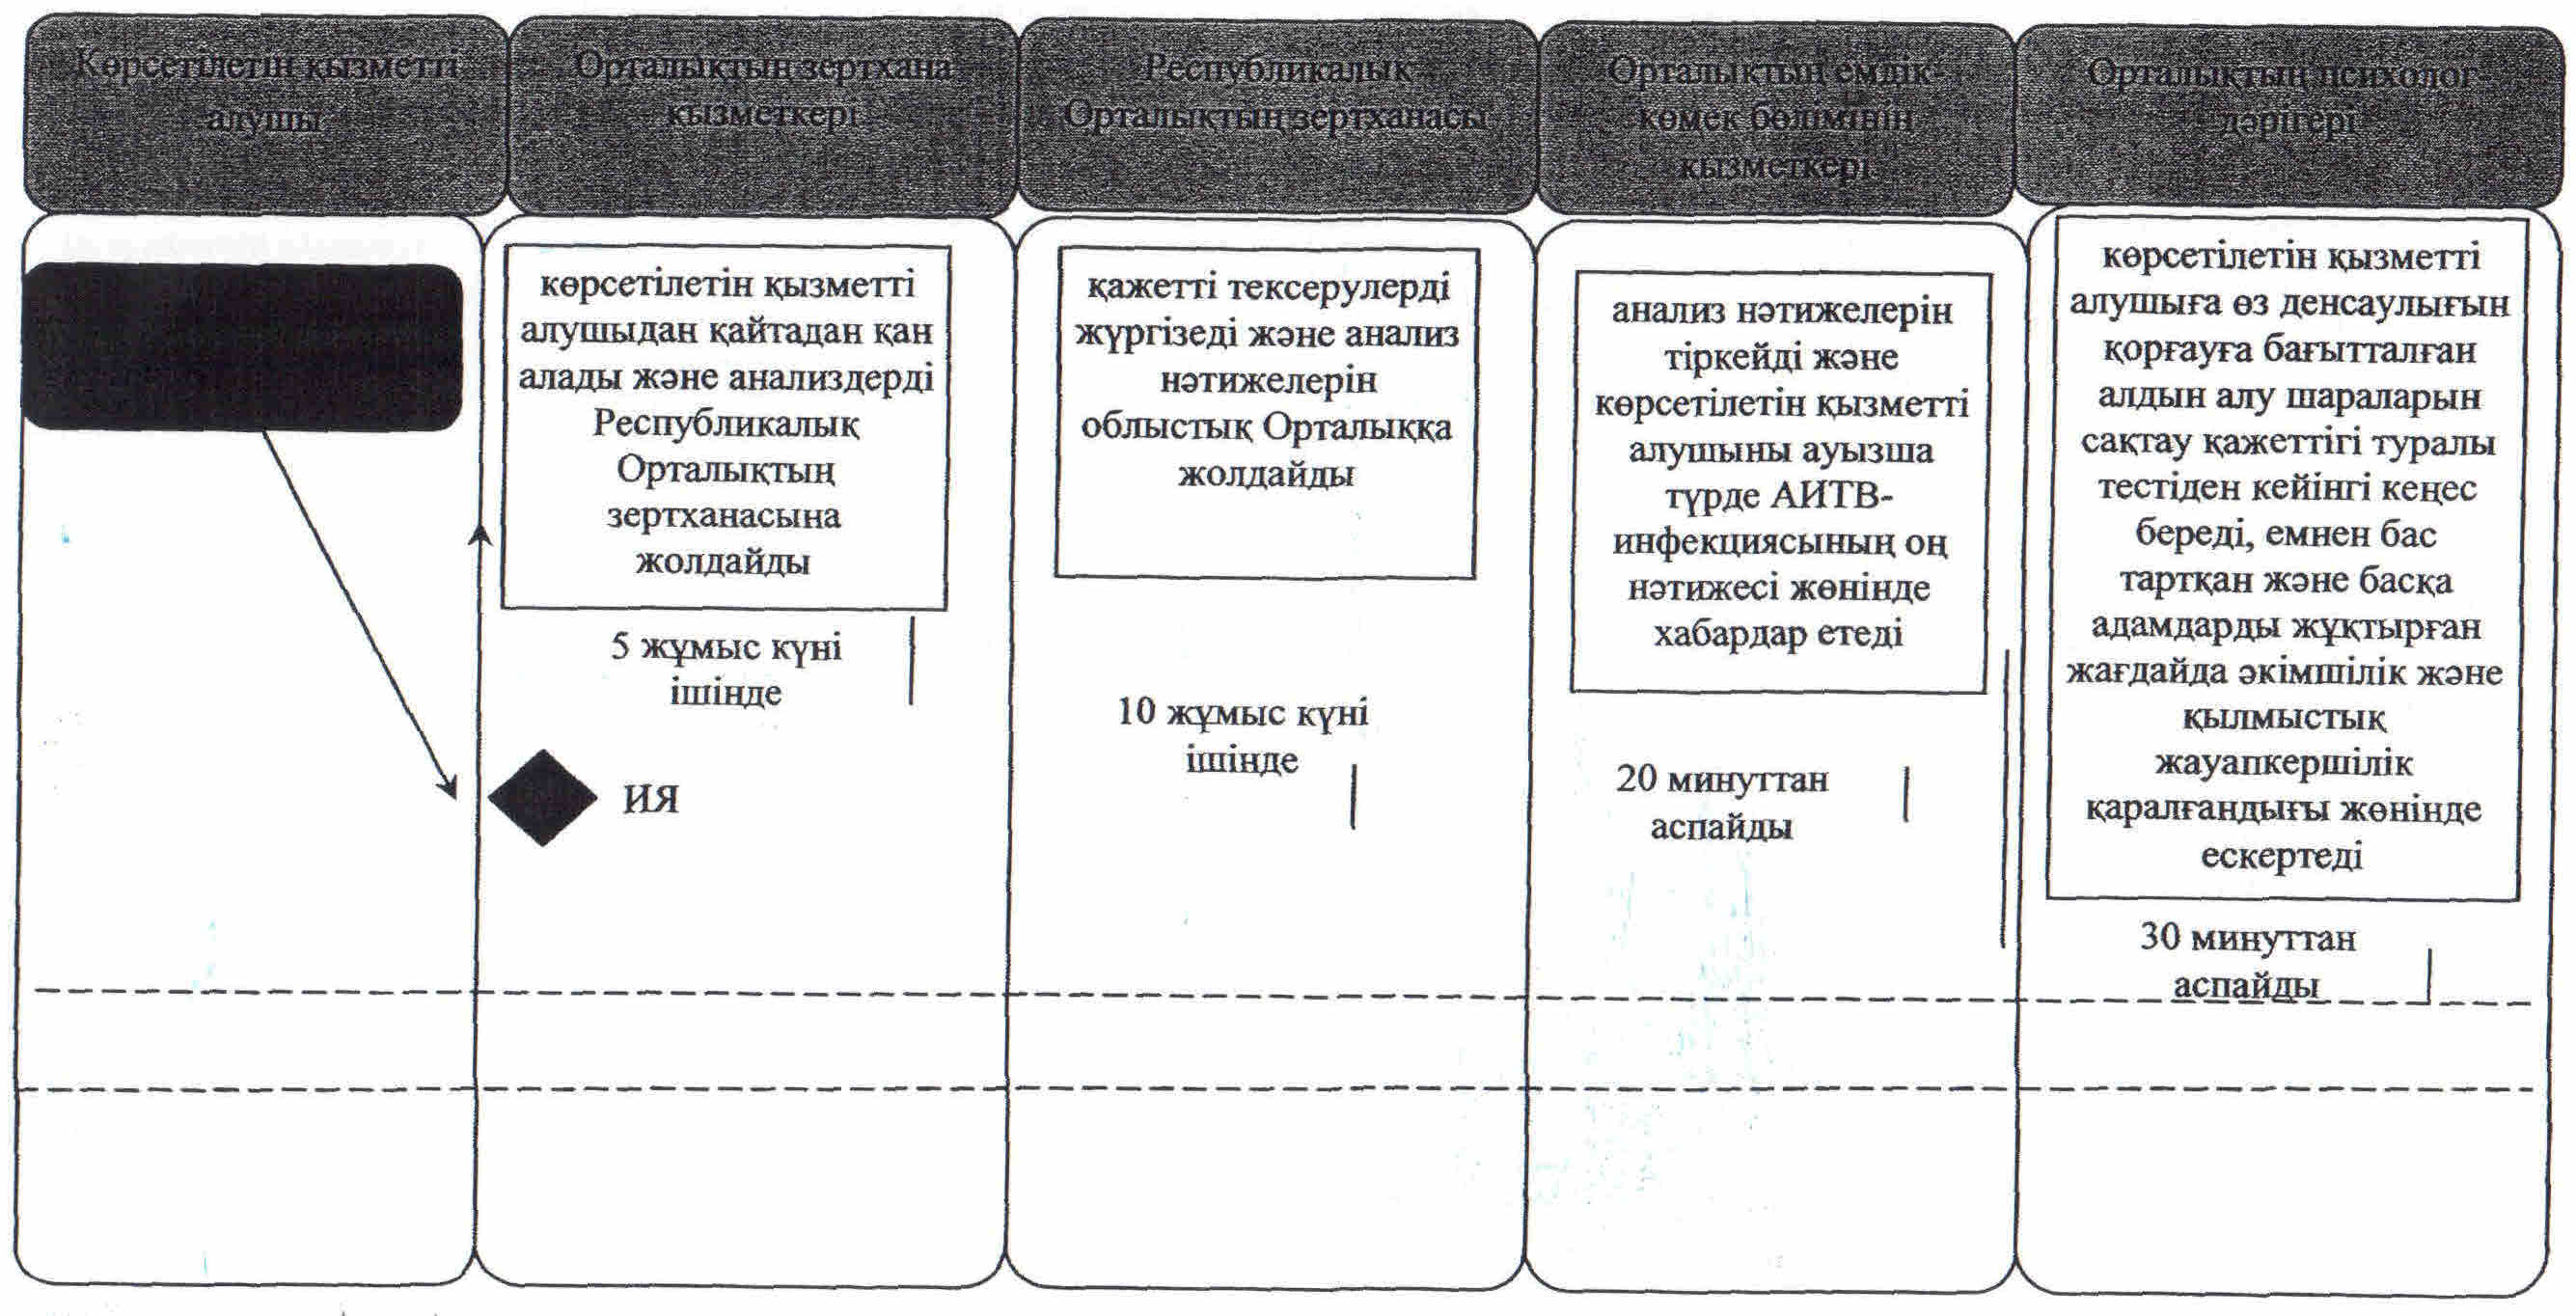 Көрсетілетін қызметті
алушы
Орталықтың зертхана
қызметкері
Республикалық
Орталықтың зертханасы
Орталықтың емдік-
көмек бөлімінің
қызметкері
Орталықтың психолог-
дәрігері
көрсетілетін қызметті
алушыдан қайтадан қан
алады және анализдерді
Республикалық
Орталықтың
зертханасына
жолдайды
5 жұмыс күні
ішінде
ИЯ
қажетті тексерулерді
жүргізеді және анализ
нәтижелерін
облыстық Орталыққа
жолдайды
10 жұмыс күні
ішінде
анализ нәтижелерін
тіркейді және
көрсетілетін қызметті
алушыны ауызша
түрде АИТВ-
инфекциясының оң
нәтижесі жөнінде
хабардар етеді
20 минуттан
аспайды
көрсетілетін қызметті
алушыға өз денсаулығын
қорғауға бағытталған
алдын алу шараларын
сақтау қажеттігі туралы
тестіден кейінгі кеңес
береді, емнен бас
тартқан және басқа
адамдарды жұқтырған
жағдайда әкімшілік және
қылмыстық
жауапкершілік
қаралғандығы жөнінде
ескертеді
30 минуттан
аспайды